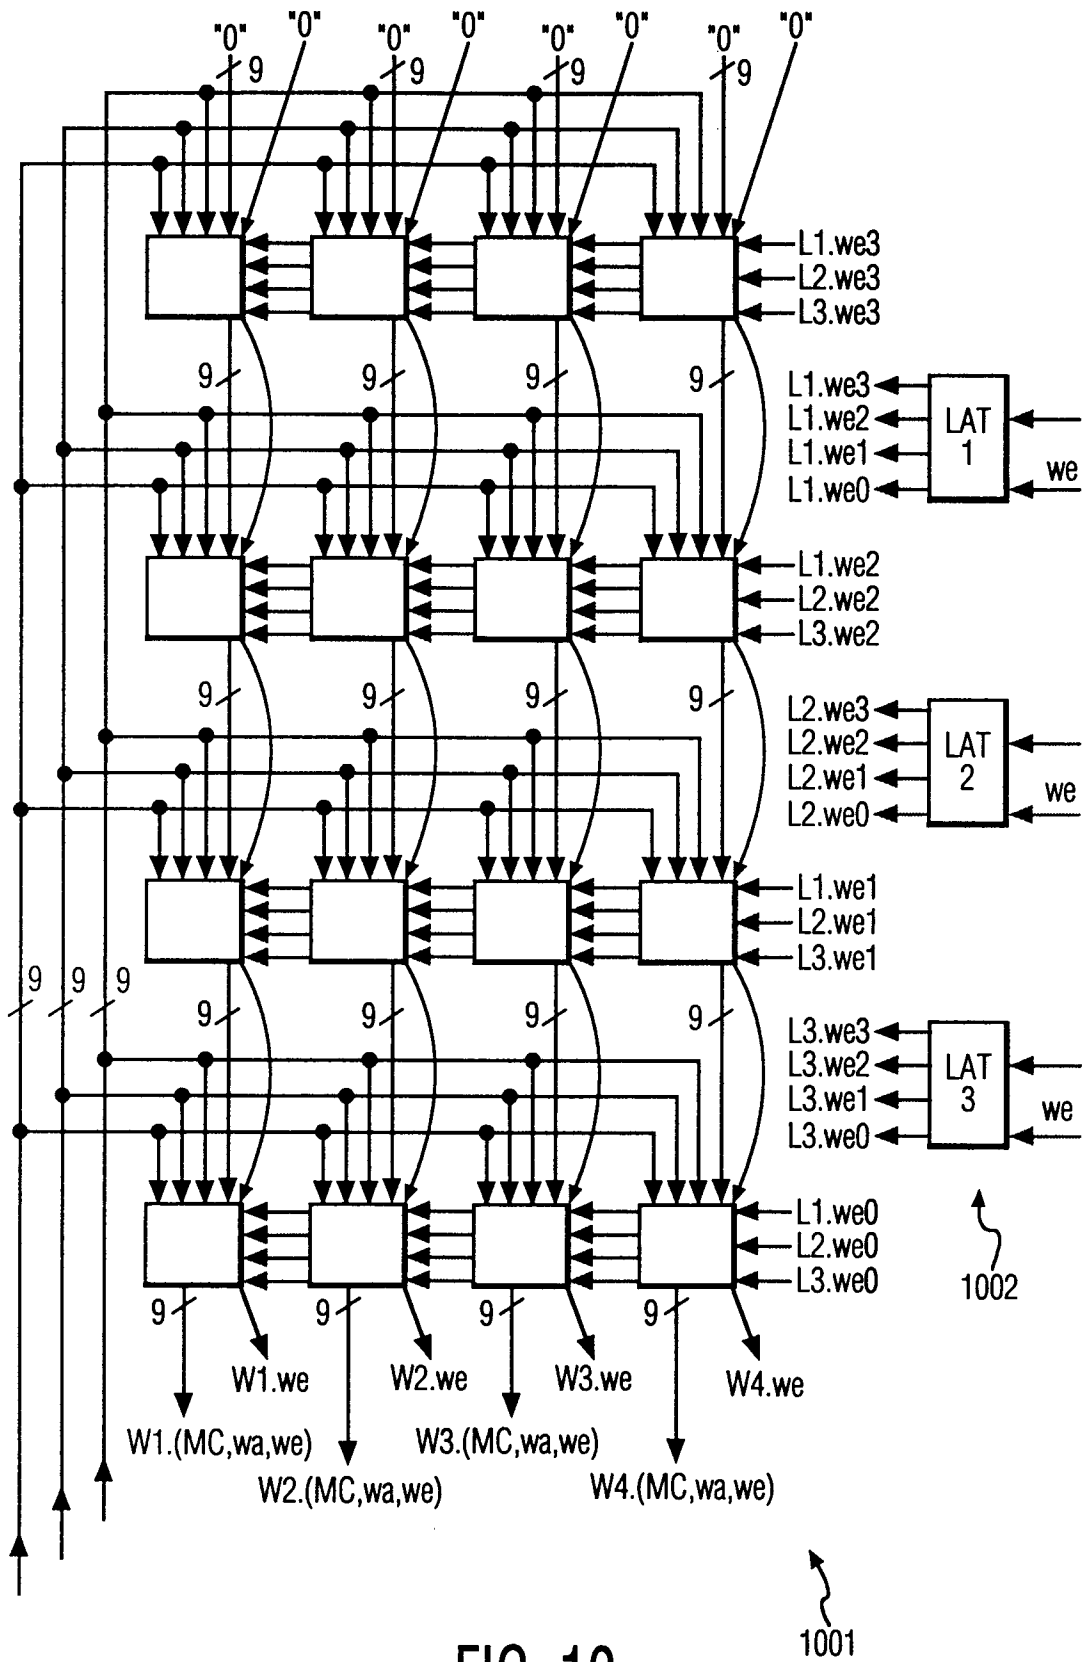 "0" "0" "0" "0" "0" "0" "0" "0"
9 9 9 9
L1.we3
L2.we3
L3.we3
9 9 9 9
L1.we3
L1.we2
L1.we1
L1.we0
LAT
1
we
L1.we2
L2.we2
L3.we2
9 9 9 9
L2.we3
L2.we2
L2.we1
L2.we0
LAT
2
we
L1.we1
L2.we1
L3.we1
9 9 9
9 9 9 9
L3.we3
L3.we2
L3.we1
L3.we0
LAT
3
we
L1.we0
L2.we0
L3.we0
1002
9 9 9 9
W1.we W2.we W3.we W4.we
W1.(MC,wa,we) W3.(MC,wa,we)
W2.(MC,wa,we) W4.(MC,wa,we)
1001